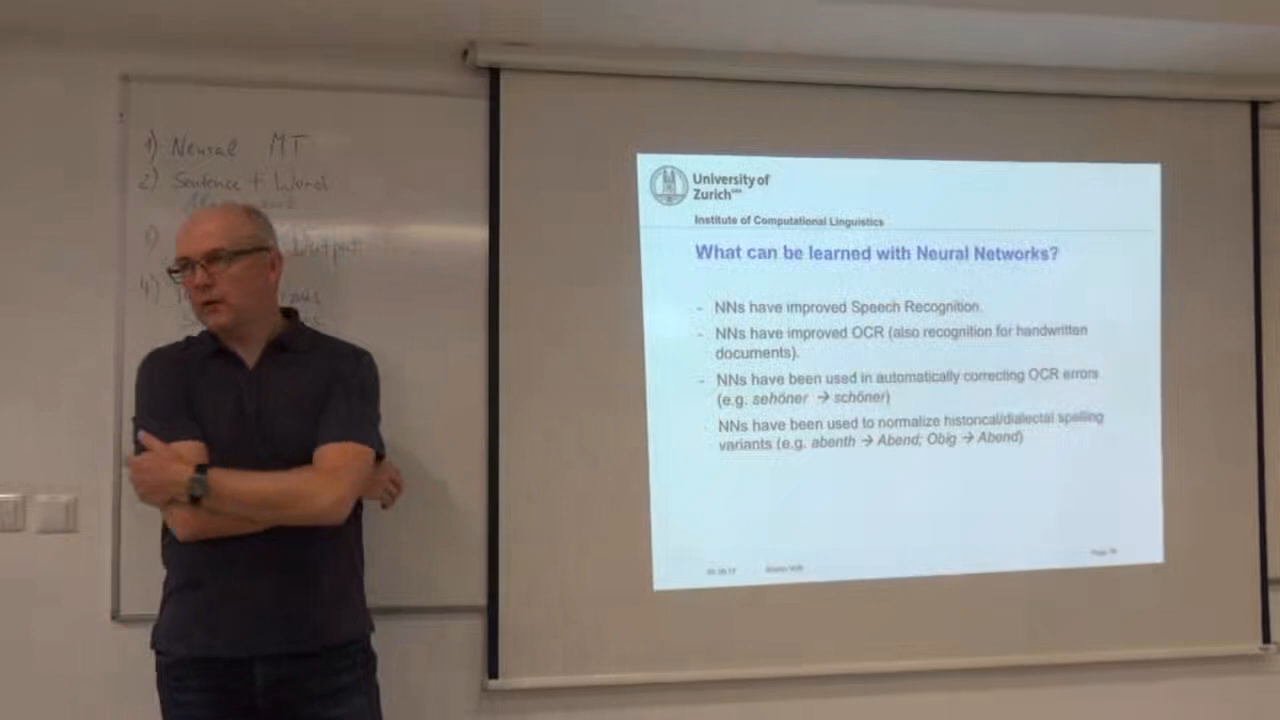 1) Neural MT
2) Sentence + Word
3) Output
4)
University of
Zurich
Institute of Computational Linguistics
What can be learned with Neural Networks?
- NNs have improved Speech Recognition.
- NNs have improved OCR (also recognition for handwritten
documents).
- NNs have been used in automatically correcting OCR errors
(e.g. sehöner → schöner)
NNs have been used to normalize historical/dialectal spelling
variants (e.g. abenth → Abend; Obig → Abend)